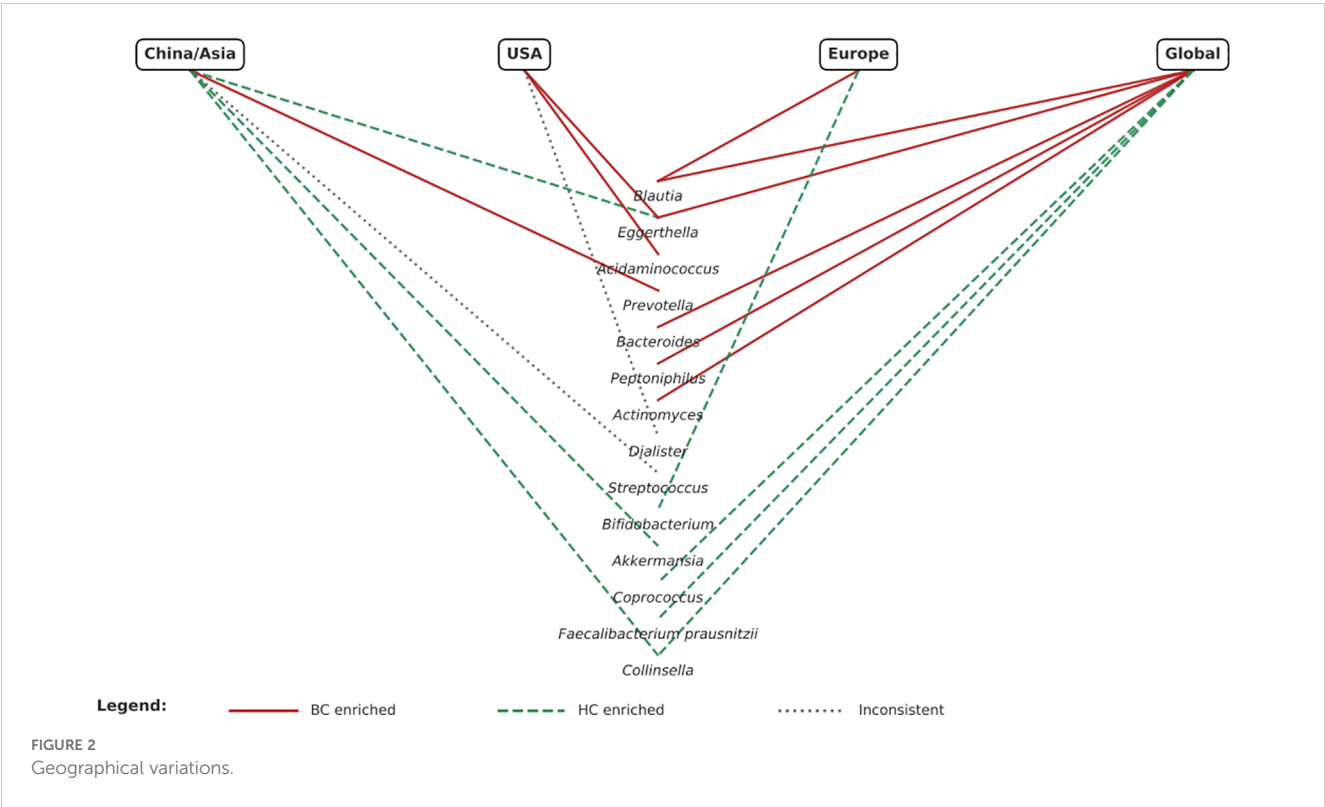 China/Asia USA Europe Global
Blautia
Eggerthella
Acidaminococcus
Prevotella
Bacteroides
Peptoniphilus
Actinomyces
Dialister
Streptococcus
Bifidobacterium
Akkermansia
Coprococcus
Faecalibacterium prausnitzii
Collinsella
Legend: BC enriched HC enriched Inconsistent
FIGURE 2
Geographical variations.